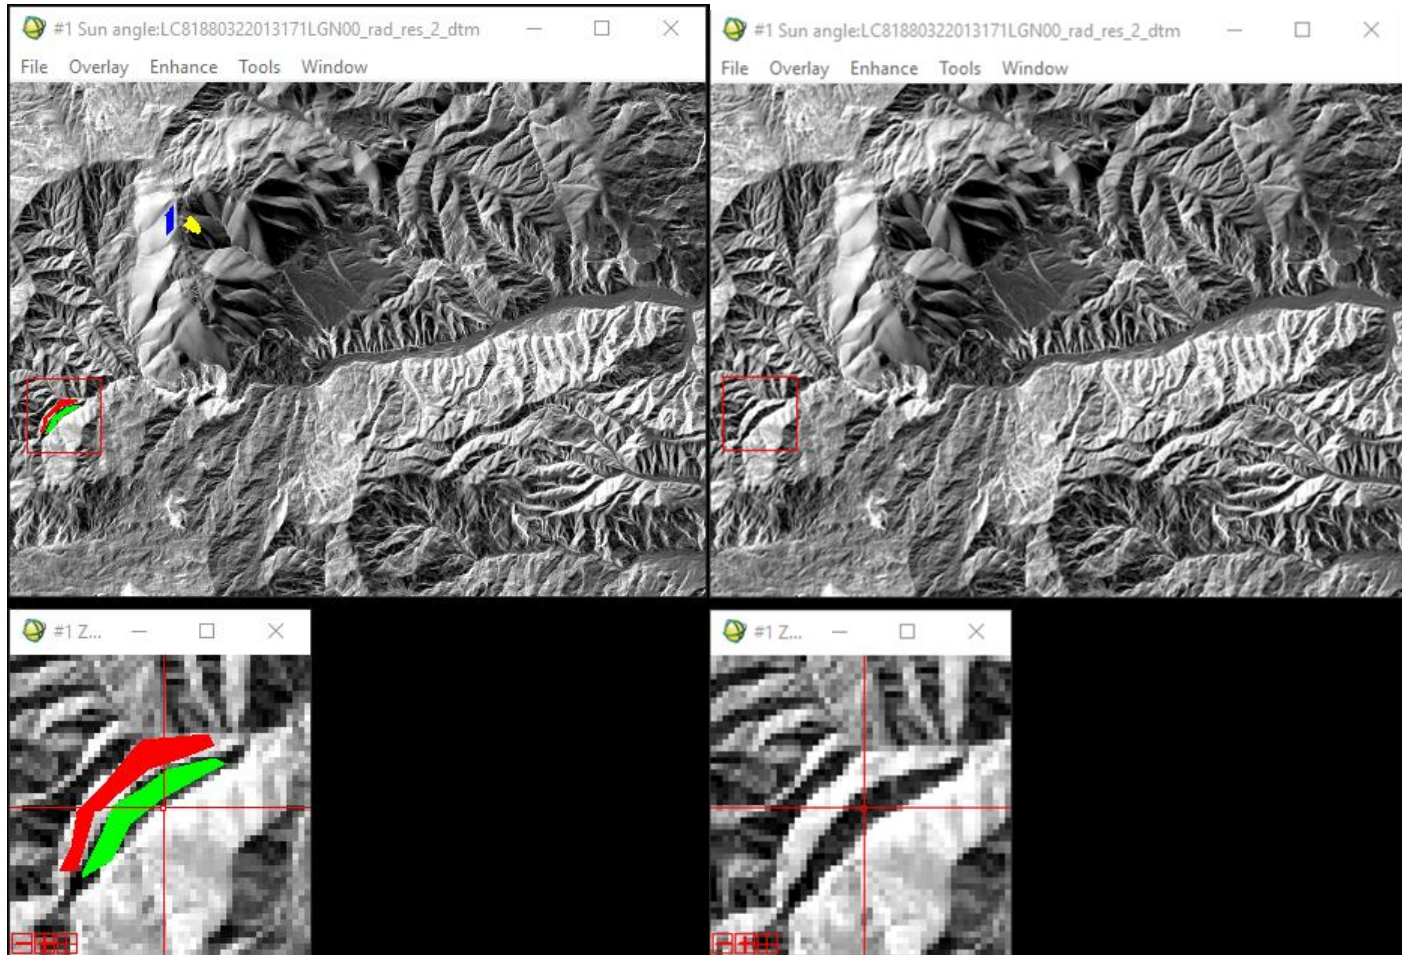 #1 Sun angle:LC81880322013171LGN00_rad_res_2_dtm
File Overlay Enhance Tools Window
#1 Sun angle:LC81880322013171LGN00_rad_res_2_dtm
File Overlay Enhance Tools Window
#1 Z...
#1 Z...